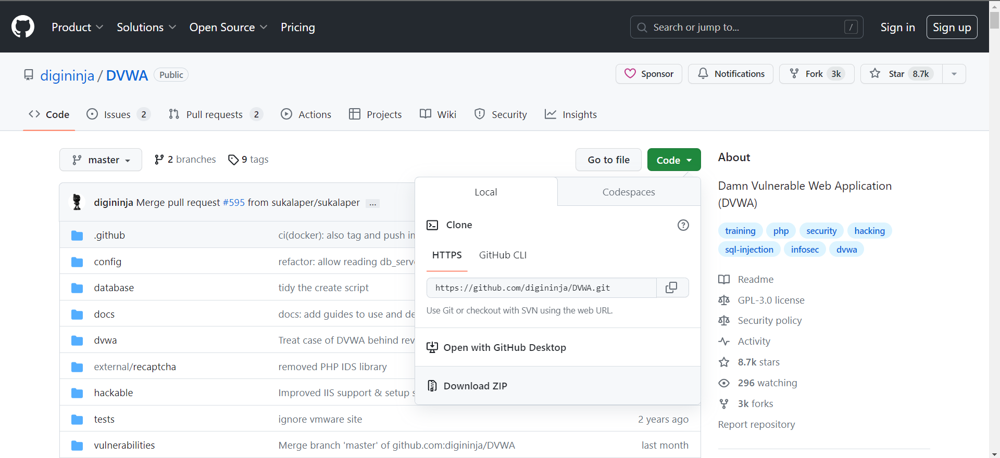 Product Solutions Open Source Pricing Search or jump to... / Sign in Sign up
digininja / DVWA Public Sponsor Notifications Fork 3k Star 8.7k
Code Issues 2 Pull requests 2 Actions Projects Wiki Security Insights
master 2 branches 9 tags Go to file Code
digininja Merge pull request #595 from sukalaper/sukalaper ...
.github ci(docker): also tag and push in
config refactor: allow reading db_serv
database tidy the create script
docs docs: add guides to use and de
dvwa Treat case of DVWA behind rev
external/recaptcha removed PHP IDS library
hackable Improved IIS support & setup s
tests ignore vmware site 2 years ago
vulnerabilities Merge branch 'master' of github.com:digininja/DVWA last month
Local Codespaces
Clone
HTTPS GitHub CLI
https://github.com/digininja/DVWA.git
Use Git or checkout with SVN using the web URL.
Open with GitHub Desktop
Download ZIP
About
Damn Vulnerable Web Application
(DVWA)
training php security hacking
sql-injection infosec dvwa
Readme
GPL-3.0 license
Security policy
Activity
8.7k stars
296 watching
3k forks
Report repository